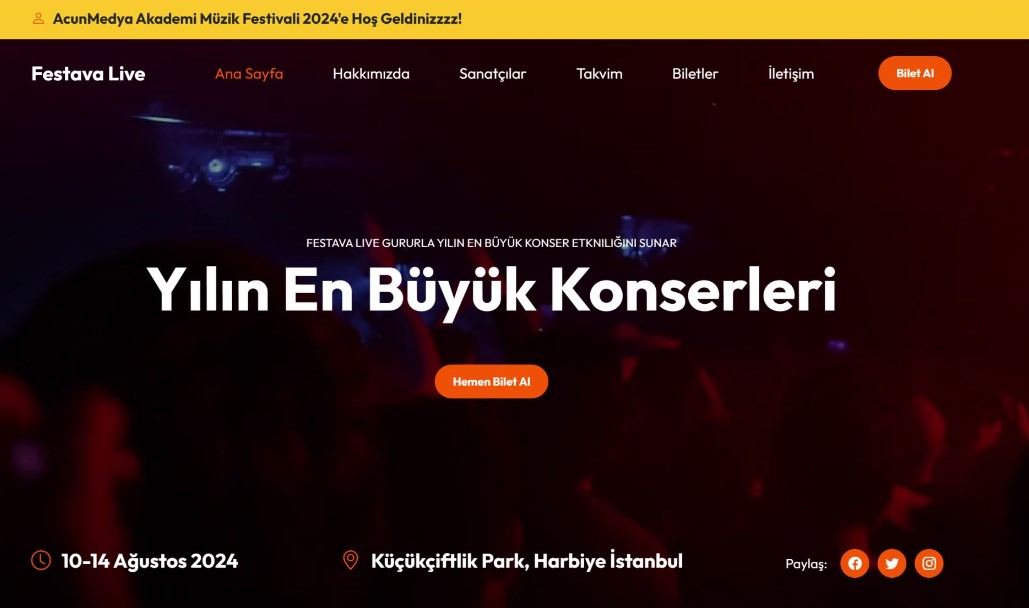 AcunMedya Akademi Müzik Festivali 2024'e Hoş Geldinizzzz!
Festava Live Ana Sayfa Hakkımızda Sanatçılar Takvim Biletler İletişim Bilet Al
FESTAVA LIVE GURURLA YILIN EN BÜYÜK KONSER ETKNILIĞINI SUNAR
Yılın En Büyük Konserleri
Hemen Bilet Al
10-14 Ağustos 2024 Küçükçiftlik Park, Harbiye İstanbul Paylaş: